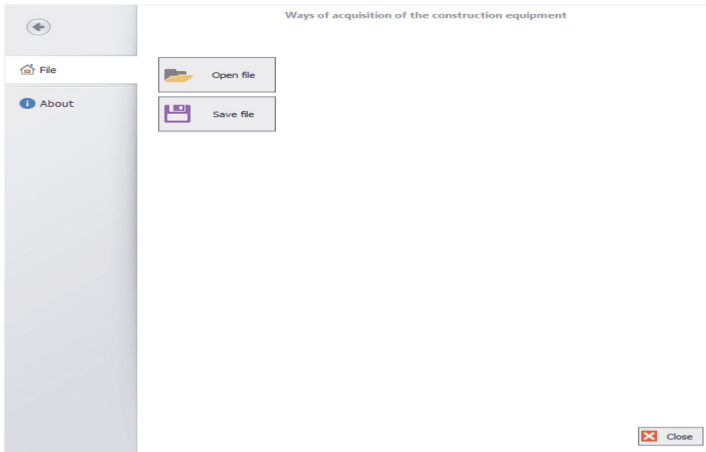 Ways of acquisition of the construction equipment
File
About
Open file
Save file
Close